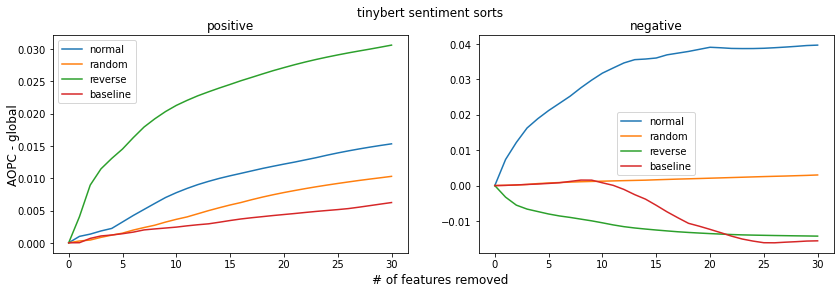 tinybert sentiment sorts
positive
AOPC - global
0.030
0.025
0.020
0.015
0.010
0.005
0.000
normal
random
reverse
baseline
0 5 10 15 20 25 30
negative
0.04
0.03
0.02
0.01
0.00
−0.01
normal
random
reverse
baseline
0 5 10 15 20 25 30
# of features removed